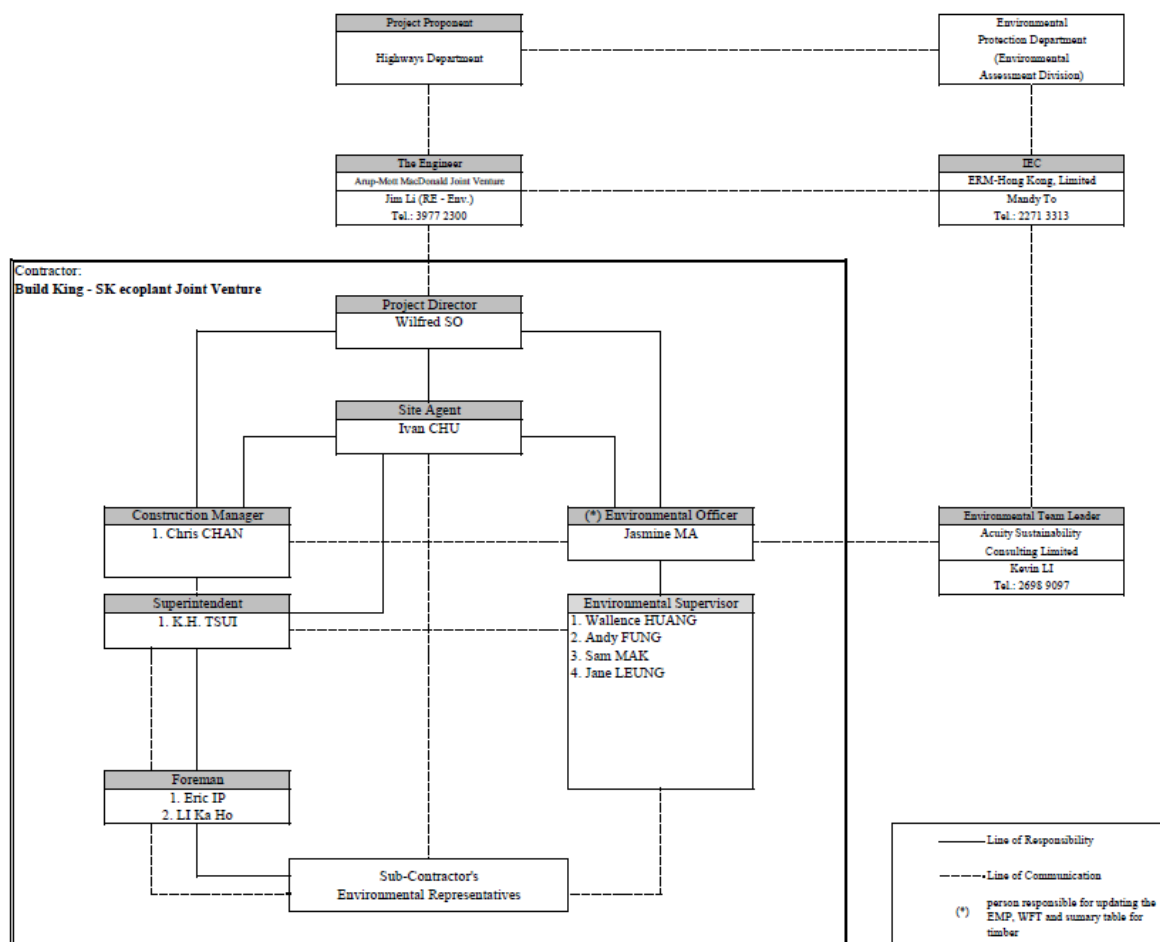 Project Proponent
Highways Department
Environmental
Protection Department
(Environmental
Assessment Division)
The Engineer
Arup-Mott MacDonald Joint Venture
Jim Li (RE - Env.)
Tel.: 3977 2300
IEC
ERM-Hong Kong, Limited
Mandy To
Tel.: 2271 3313
Contractor:
Build King - SK ecoplant Joint Venture
Project Director
Wilfred SO
Site Agent
Ivan CHU
Construction Manager
1. Chris CHAN
(*) Environmental Officer
Jasmine MA
Environmental Team Leader
Acuity Sustainability
Consulting Limited
Kevin LI
Tel.: 2698 9097
Superintendent
1. K.H. TSUI
Environmental Supervisor
1. Wallence HUANG
2. Andy FUNG
3. Sam MAK
4. Jane LEUNG
Foreman
1. Eric IP
2. LI Ka Ho
Sub-Contractor's
Environmental Representatives
Line of Responsibility
Line of Communication
(*) person responsible for updating the
EMP, WFT and sumary table for
timber